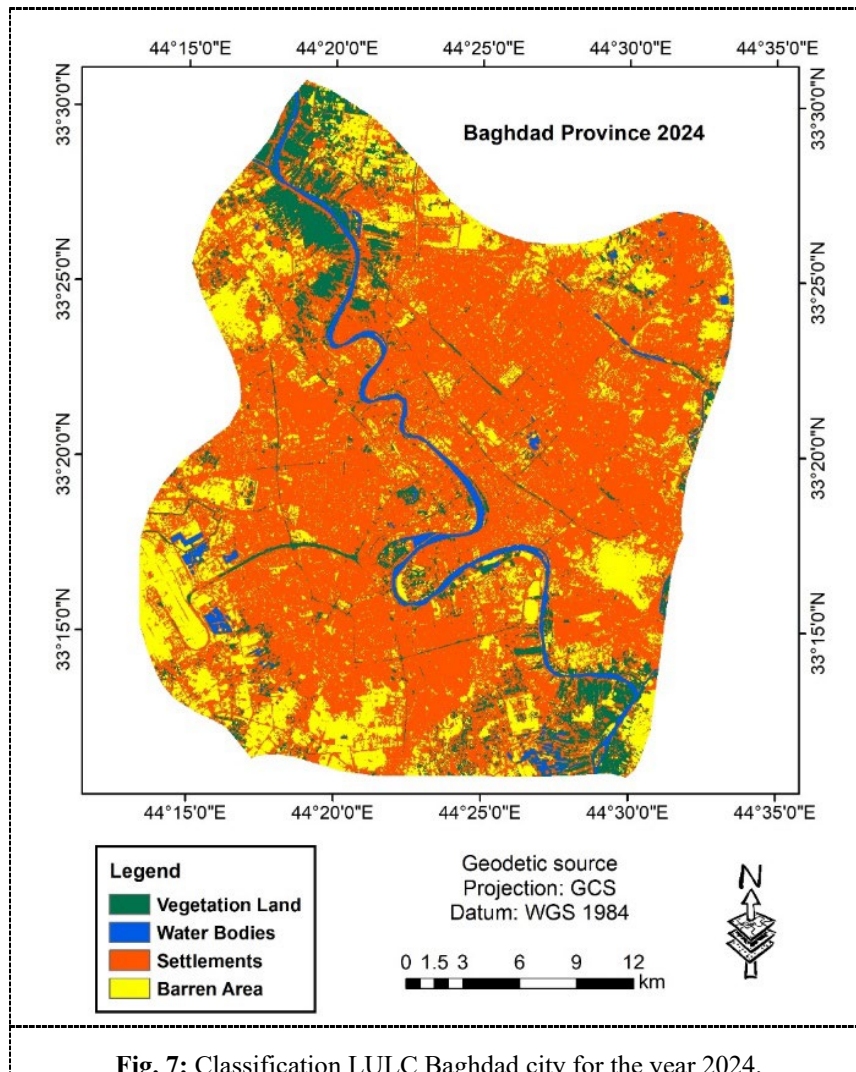 44°15'0"E 44°20'0"E 44°25'0"E 44°30'0"E 44°35'0"E
Baghdad Province 2024
33°30'0"N 33°30'0"N
33°25'0"N 33°25'0"N
33°20'0"N 33°20'0"N
33°15'0"N 33°15'0"N
44°15'0"E 44°20'0"E 44°25'0"E 44°30'0"E 44°35'0"E
Legend
Vegetation Land
Water Bodies
Settlements
Barren Area
Geodetic source
Projection: GCS
Datum: WGS 1984
0 1.5 3 6 9 12
km
N
Fig. 7: Classification LULC Baghdad city for the year 2024.